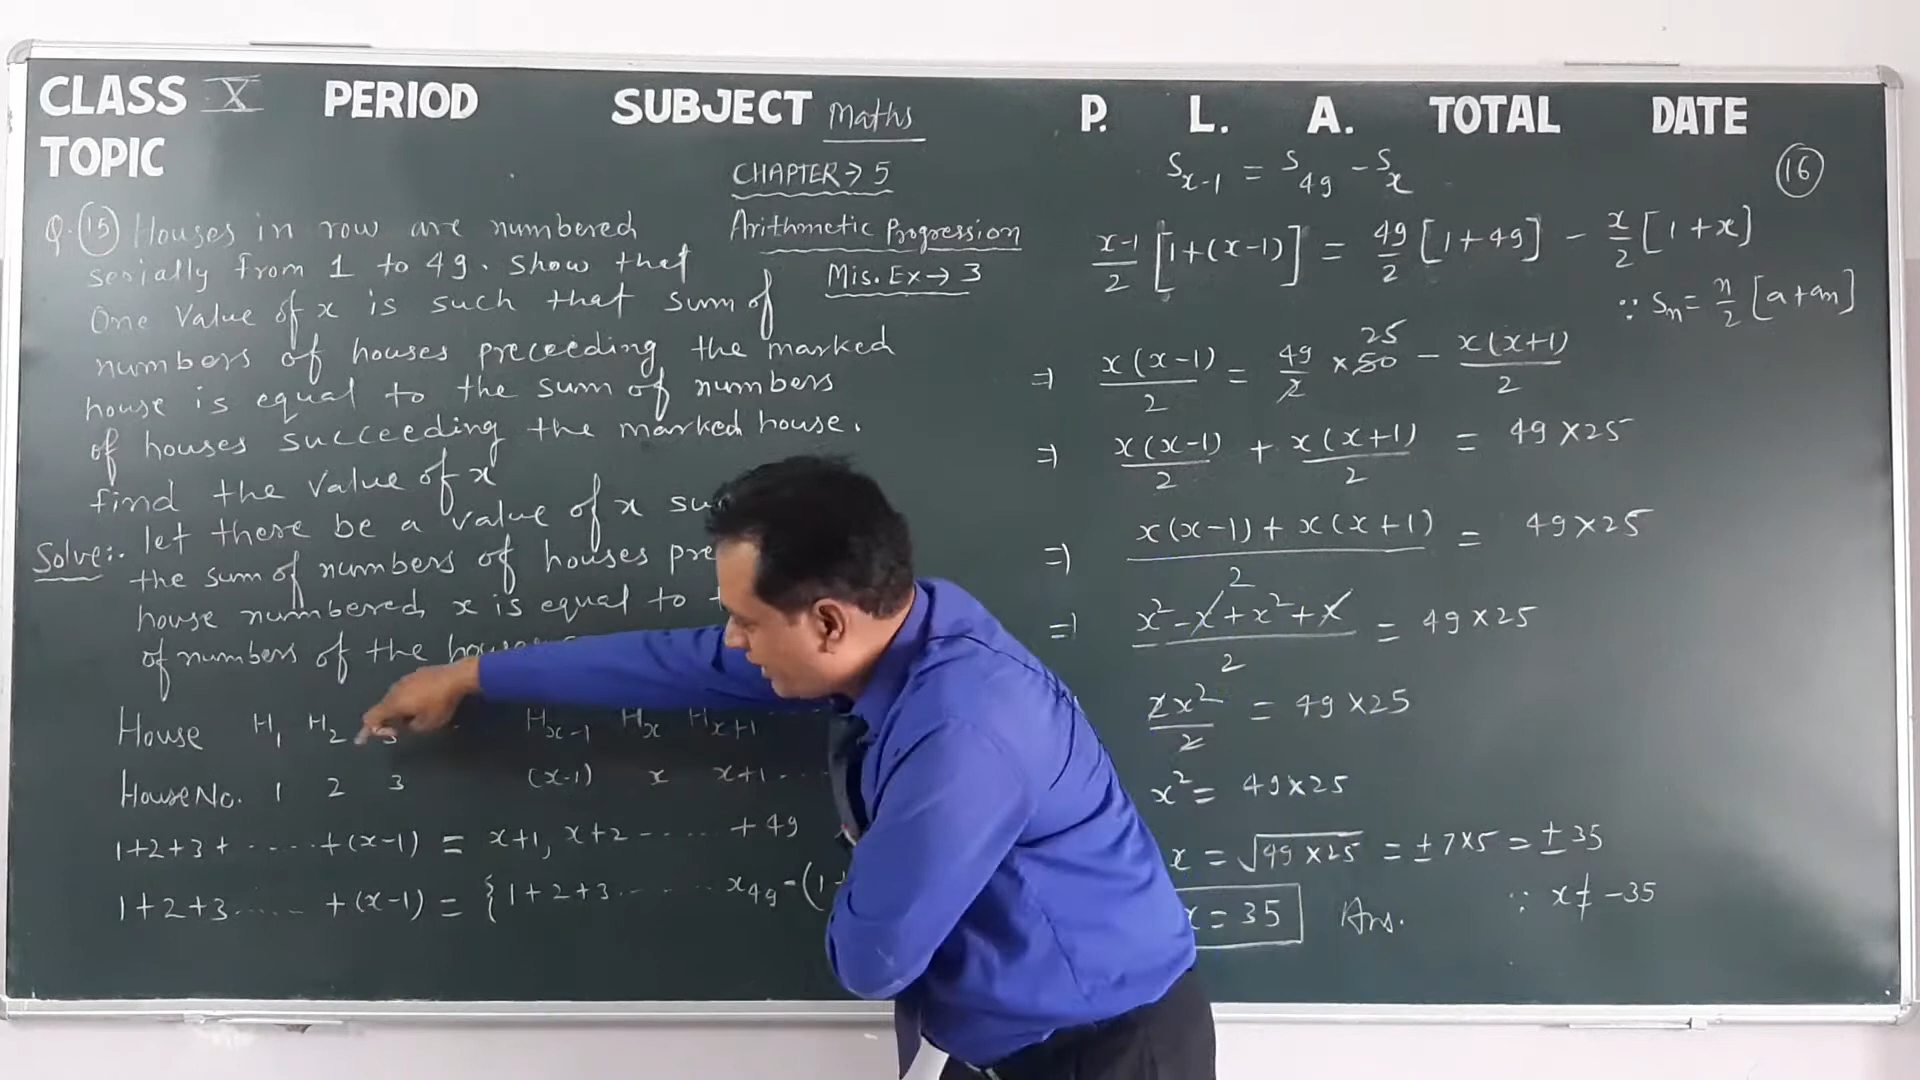 CLASS X PERIOD SUBJECT Maths P. L. A. TOTAL DATE
TOPIC
CHAPTER → 5
Arithmetic Progression
Mis. Ex → 3
Q. (15) Houses in row are numbered
serially from 1 to 49. Show that
One Value of x is such that sum of
numbers of houses preceeding the marked
house is equal to the sum of numbers
of houses succeeding the marked house.
find the value of x
Solve:. let there be a value of x
the sum of numbers of houses
house numbered x is equal to
of numbers of the
House H₁ H₂ ₃ Hₓ₋₁ Hₓ Hₓ₊₁ ....
House No. 1 2 3 (x-1) x x+1 ....
1+2+3+ ..... +(x-1) = x+1, x+2 ...... + 49
1+2+3...... +(x-1) = {1+2+3....... x₄₉ -(1+
(16)
Sₓ₋₁ = S₄₉ - Sₓ
x-1/2 [1+(x-1)] = 49/2 [1+49] - x/2 [1+x]
∵ Sₙ = n/2 [a+an]
⇒ x(x-1)/2 = 49/2 × 50 25 - x(x+1)/2
⇒ x(x-1)/2 + x(x+1)/2 = 49×25
⇒ x(x-1)+x(x+1)/2 = 49×25
⇒ x²-x+x²+x/2 = 49×25
2x²/2 = 49×25
x² = 49×25
x = √49×25 = ±7×5 = ±35
x = 35 Ans. ∵ x ≠ -35